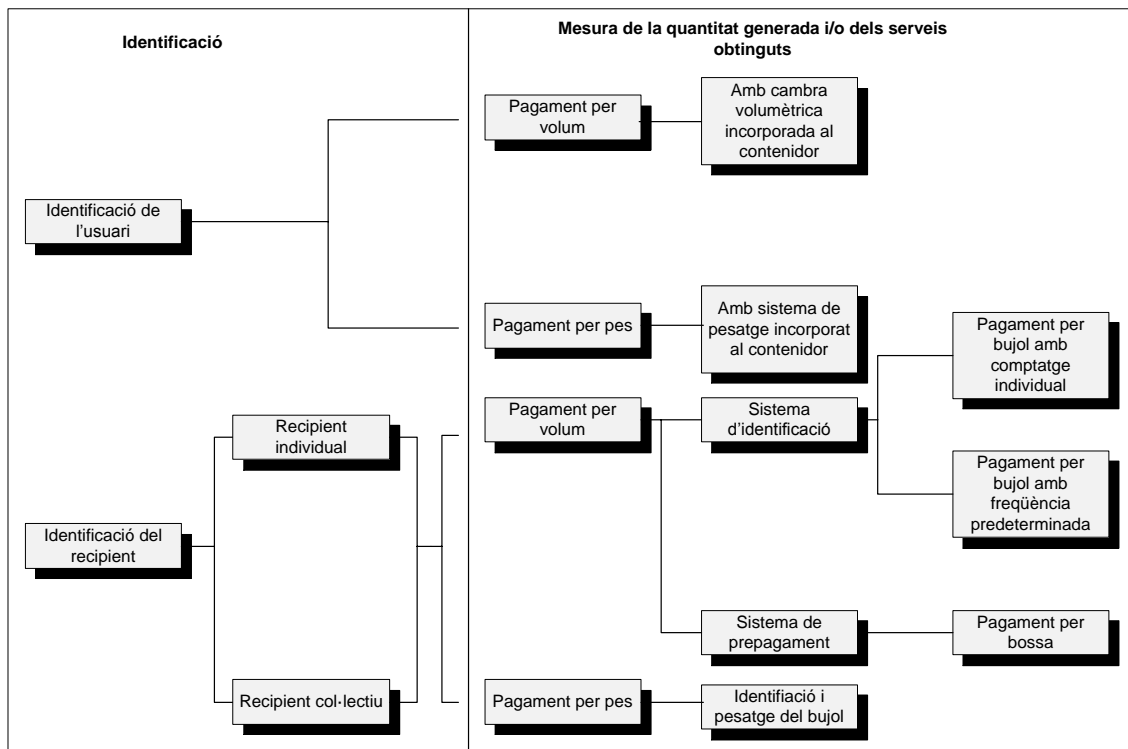 Identificació
Mesura de la quantitat generada i/o dels serveis
obtinguts
Pagament per
volum
Amb cambra
volumètrica
incorporada al
contenidor
Identificació de
l'usuari
Pagament per pes
Amb sistema de
pesatge incorporat
al contenidor
Pagament per
bujol amb
comptatge
individual
Pagament per
volum
Sistema
d'identificació
Recipient
individual
Pagament per
bujol amb
freqüència
predeterminada
Identificació del
recipient
Sistema de
prepagament
Pagament per
bossa
Recipient col·lectiu
Pagament per pes
Identifiació i
pesatge del bujol